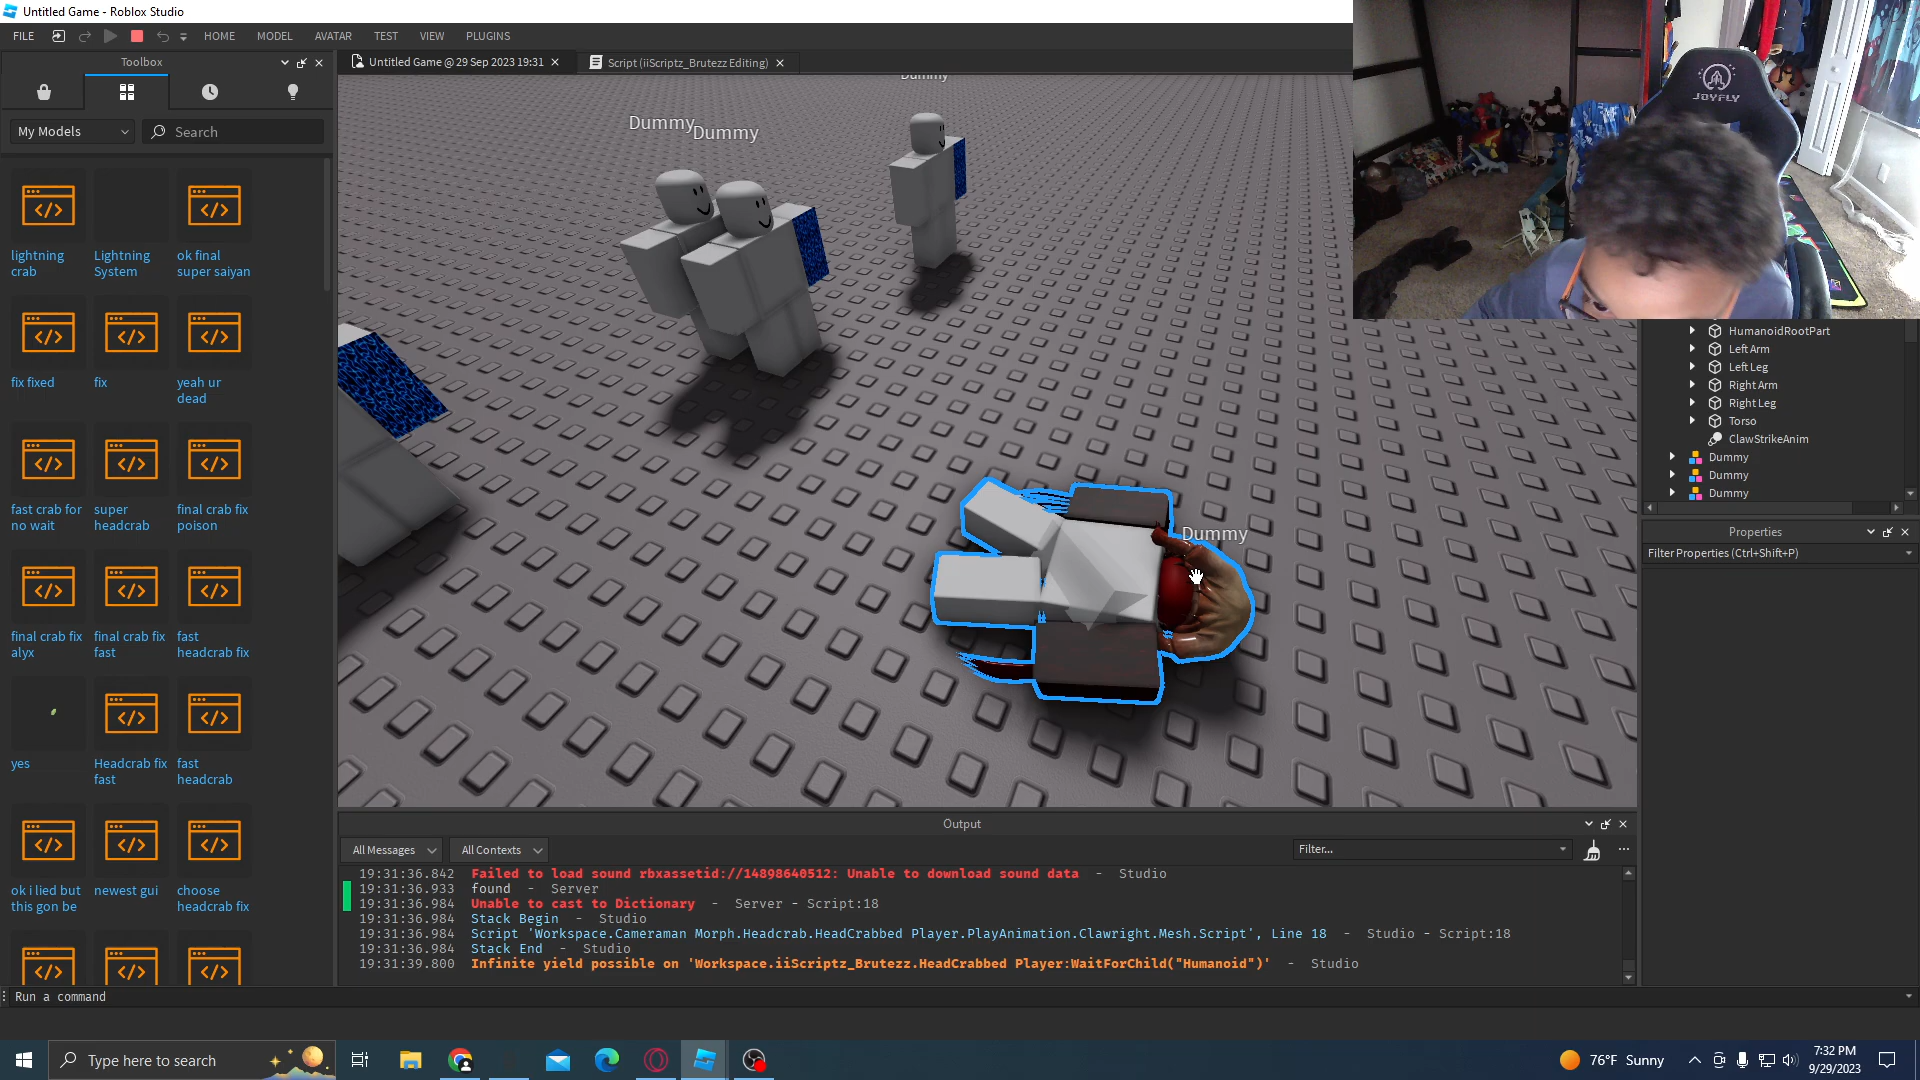 Untitled Game - Roblox Studio
FILE
HOME
MODEL
AVATAR
TEST
VIEW
PLUGINS
Toolbox
Untitled Game @ 29 Sep 2023 19:31
Script (iiScriptz_Brutezz Editing)
My Models
Search
lightning crab
Lightning System
ok final super saiyan
fix fixed
fix
yeah ur dead
fast crab for no wait
super headcrab
final crab fix poison
final crab fix alyx
final crab fix fast
fast headcrab fix
yes
Headcrab fix fast
fast headcrab
ok i lied but this gon be
newest gui
choose headcrab fix
Dummy
Dummy
Dummy
Dummy
JOYFLY
HumanoidRootPart
Left Arm
Left Leg
Right Arm
Right Leg
Torso
ClawStrikeAnim
Dummy
Dummy
Dummy
Properties
Filter Properties (Ctrl+Shift+P)
Output
All Messages
All Contexts
Filter...
19:31:36.842 Failed to load sound rbxassetid://14898640512: Unable to download sound data - Studio
19:31:36.933 found - Server
19:31:36.984 Unable to cast to Dictionary - Server - Script:18
19:31:36.984 Stack Begin - Studio
19:31:36.984 Script 'Workspace.Cameraman Morph.Headcrab.HeadCrabbed Player.PlayAnimation.Clawright.Mesh.Script', Line 18 - Studio - Script:18
19:31:36.984 Stack End - Studio
19:31:39.800 Infinite yield possible on 'Workspace.iiScriptz_Brutezz.HeadCrabbed Player:WaitForChild("Humanoid")' - Studio
Run a command
Type here to search
76°F Sunny
7:32 PM
9/29/2023